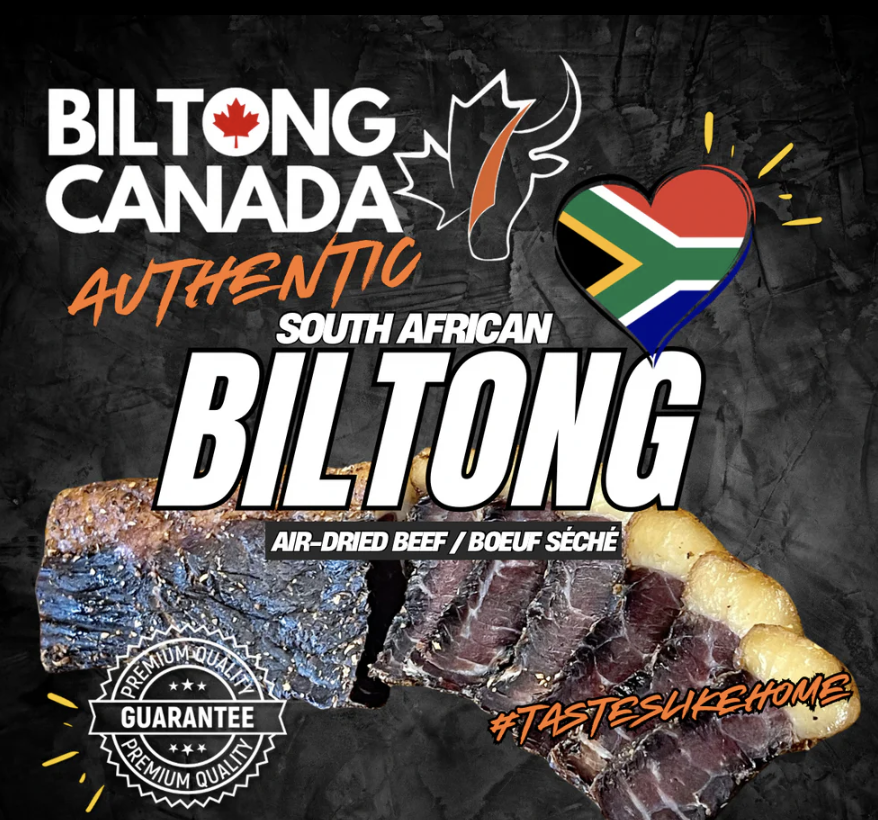 BILTONG
CANADA
AUTHENTIC
SOUTH AFRICAN
BILTONG
AIR-DRIED BEEF / BOEUF SÉCHÉ
PREMIUM QUALITY
GUARANTEE
PREMIUM QUALITY
#TASTESLIKEHOME